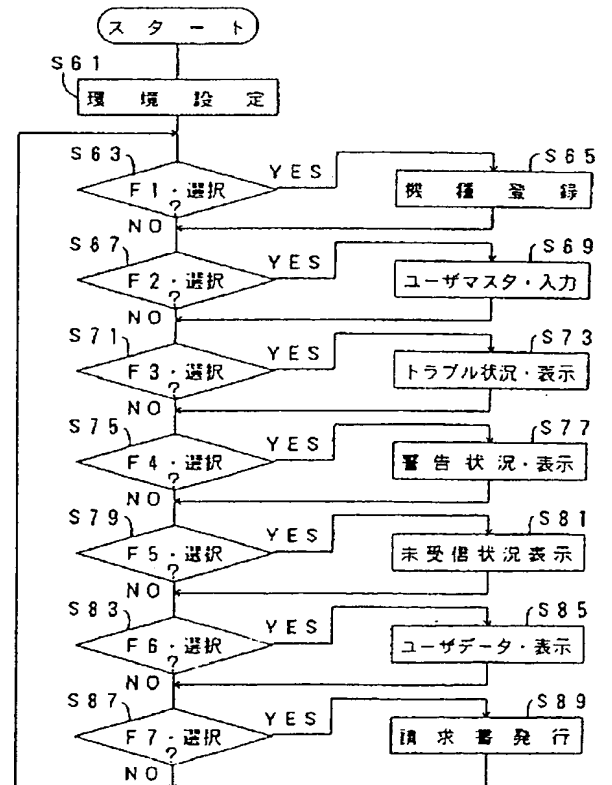 スタート
S61
環境設定
S63
F1・選択
?
YES
NO
S65
機種登録
S67
F2・選択
?
YES
NO
S69
ユーザマスタ・入力
S71
F3・選択
?
YES
NO
S73
トラブル状況・表示
S75
F4・選択
?
YES
NO
S77
警告状況・表示
S79
F5・選択
?
YES
NO
S81
未受信状況表示
S83
F6・選択
?
YES
NO
S85
ユーザデータ・表示
S87
F7・選択
?
YES
NO
S89
請求書発行